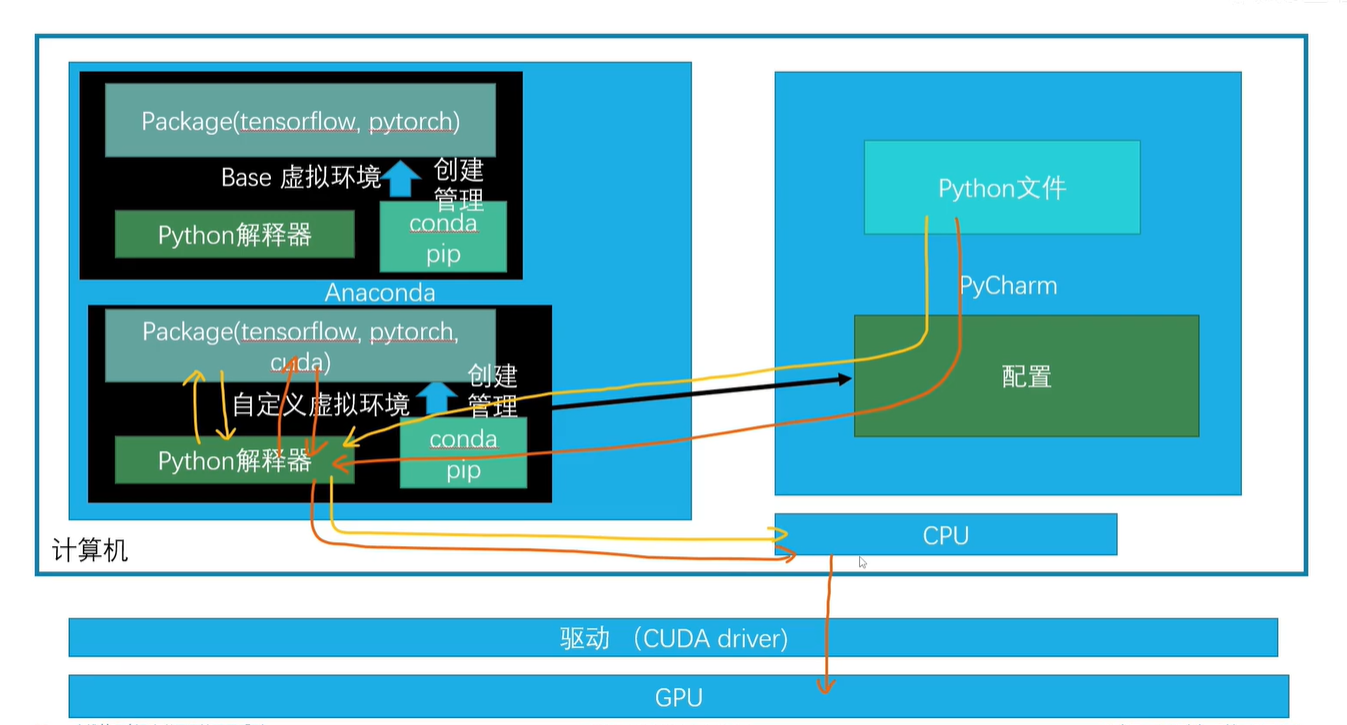 Package(tensorflow, pytorch)
Base 虚拟环境
创建
管理
Python解释器
conda
pip
Anaconda
Package(tensorflow, pytorch,
cuda)
自定义虚拟环境
创建
管理
Python解释器
conda
pip
Python文件
PyCharm
配置
CPU
计算机
驱动 （CUDA driver)
GPU